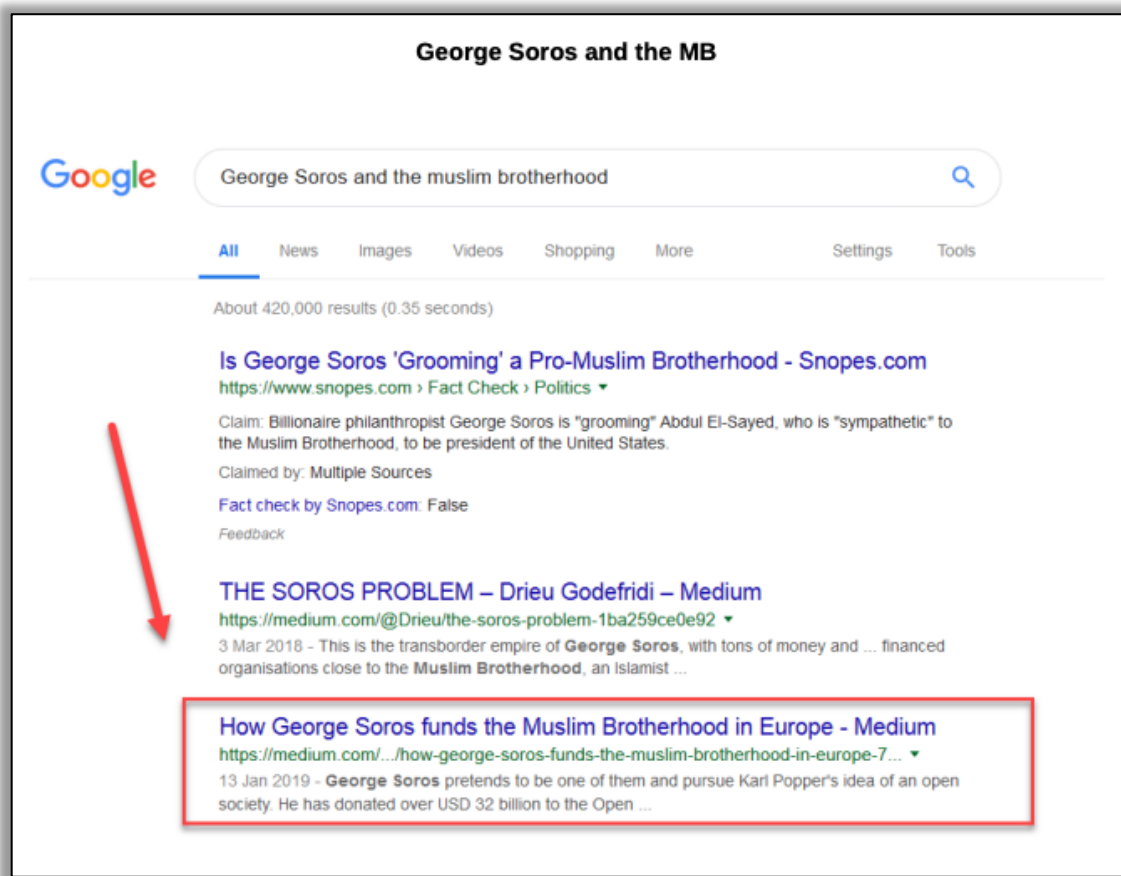 George Soros and the MB
Google
George Soros and the muslim brotherhood
All News Images Videos Shopping More Settings Tools
About 420,000 results (0.35 seconds)
Is George Soros 'Grooming' a Pro-Muslim Brotherhood - Snopes.com
https://www.snopes.com › Fact Check › Politics
Claim: Billionaire philanthropist George Soros is "grooming" Abdul El-Sayed, who is "sympathetic" to
the Muslim Brotherhood, to be president of the United States.
Claimed by: Multiple Sources
Fact check by Snopes.com: False
Feedback
THE SOROS PROBLEM – Drieu Godefridi – Medium
https://medium.com/@Drieu/the-soros-problem-1ba259ce0e92
3 Mar 2018 - This is the transborder empire of George Soros, with tons of money and ... financed
organisations close to the Muslim Brotherhood, an Islamist ...
How George Soros funds the Muslim Brotherhood in Europe - Medium
https://medium.com/.../how-george-soros-funds-the-muslim-brotherhood-in-europe-7...
13 Jan 2019 - George Soros pretends to be one of them and pursue Karl Popper's idea of an open
society. He has donated over USD 32 billion to the Open ...